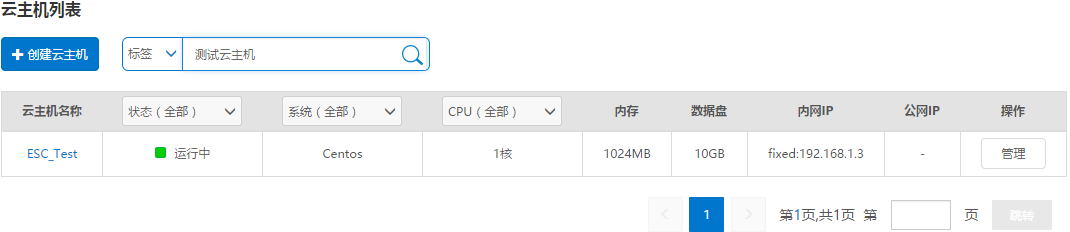 云主机列表
创建云主机 标签 测试云主机
云主机名称 状态（全部） 系统（全部） CPU（全部） 内存 数据盘 内网IP 公网IP 操作
ESC_Test 运行中 Centos 1核 1024MB 10GB fixed:192.168.1.3 - 管理
1 第1页,共1页 第 页 跳转